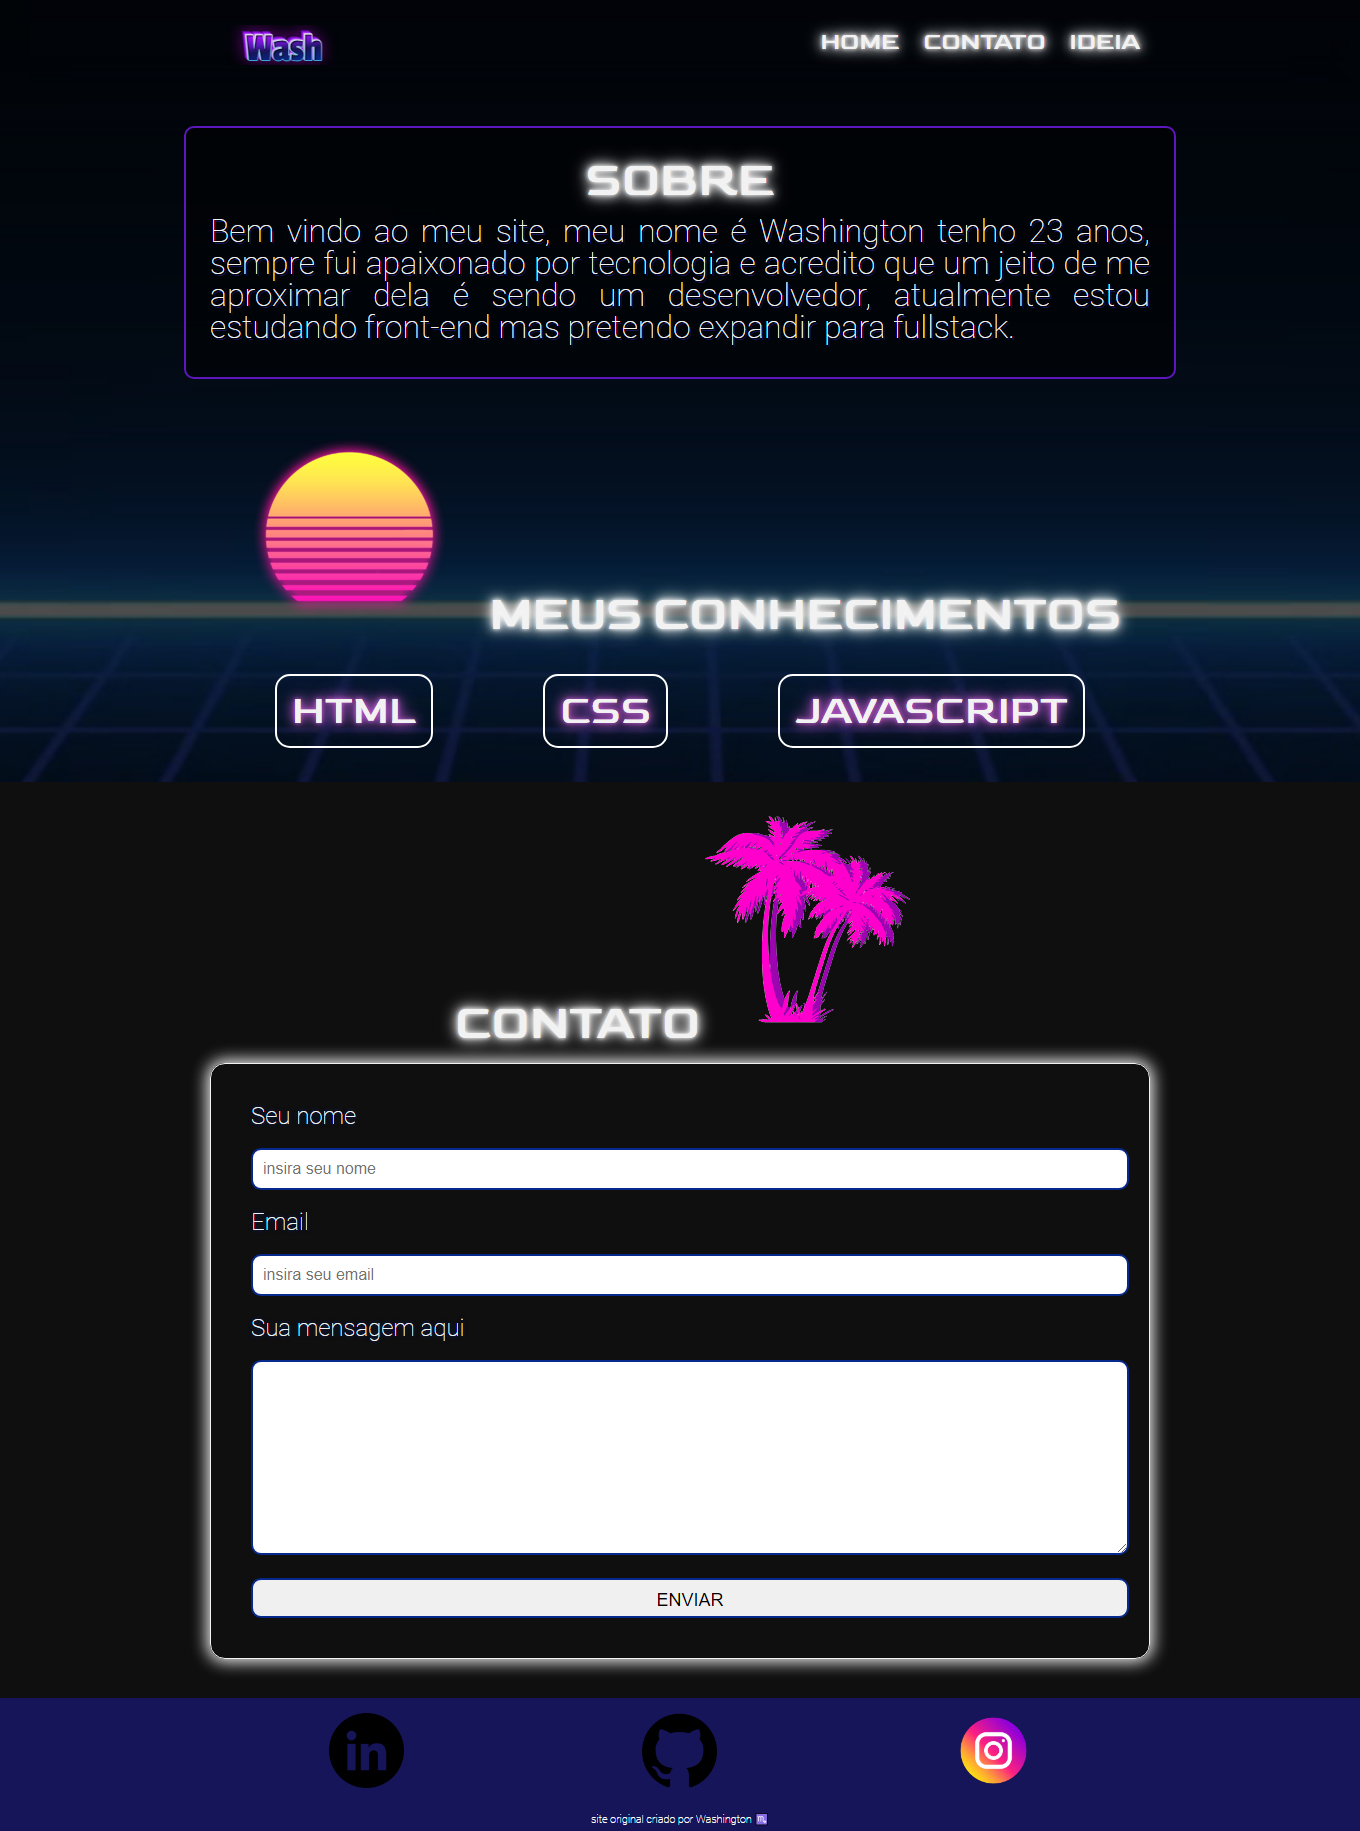 Wash
HOME CONTATO IDEIA
SOBRE
Bem vindo ao meu site, meu nome é Washington tenho 23 anos,
sempre fui apaixonado por tecnologia e acredito que um jeito de me
aproximar dela é sendo um desenvolvedor, atualmente estou
estudando front-end mas pretendo expandir para fullstack.
MEUS CONHECIMENTOS
HTML CSS JAVASCRIPT
CONTATO
Seu nome
insira seu nome
Email
insira seu email
Sua mensagem aqui
ENVIAR
in
site original criado por Washington ♏